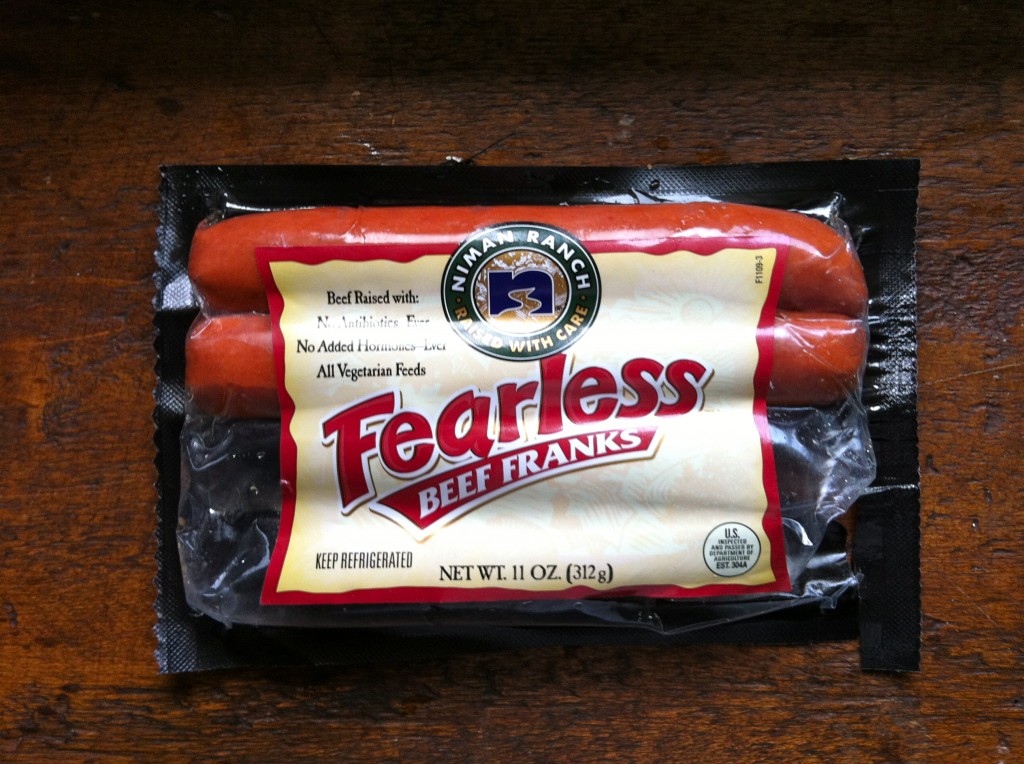 NIMAN RANCH
RAISED WITH CARE
n
F1109-3
Beef Raised with:
No Antibiotics - Ever
No Added Hormones - Ever
All Vegetarian Feeds
Fearless
BEEF FRANKS
KEEP REFRIGERATED
NET WT. 11 OZ. (312g)
U.S.
INSPECTED
AND PASSED BY
DEPARTMENT OF
AGRICULTURE
EST. 304A